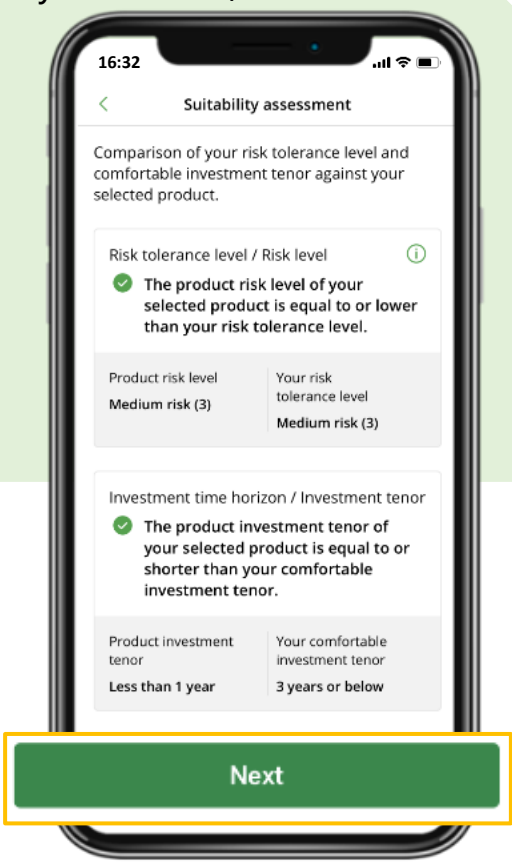 16:32
Suitability assessment
Comparison of your risk tolerance level and
comfortable investment tenor against your
selected product.
Risk tolerance level / Risk level
The product risk level of your
selected product is equal to or lower
than your risk tolerance level.
Product risk level
Medium risk (3)
Your risk
tolerance level
Medium risk (3)
Investment time horizon / Investment tenor
The product investment tenor of
your selected product is equal to or
shorter than your comfortable
investment tenor.
Product investment
tenor
Less than 1 year
Your comfortable
investment tenor
3 years or below
Next